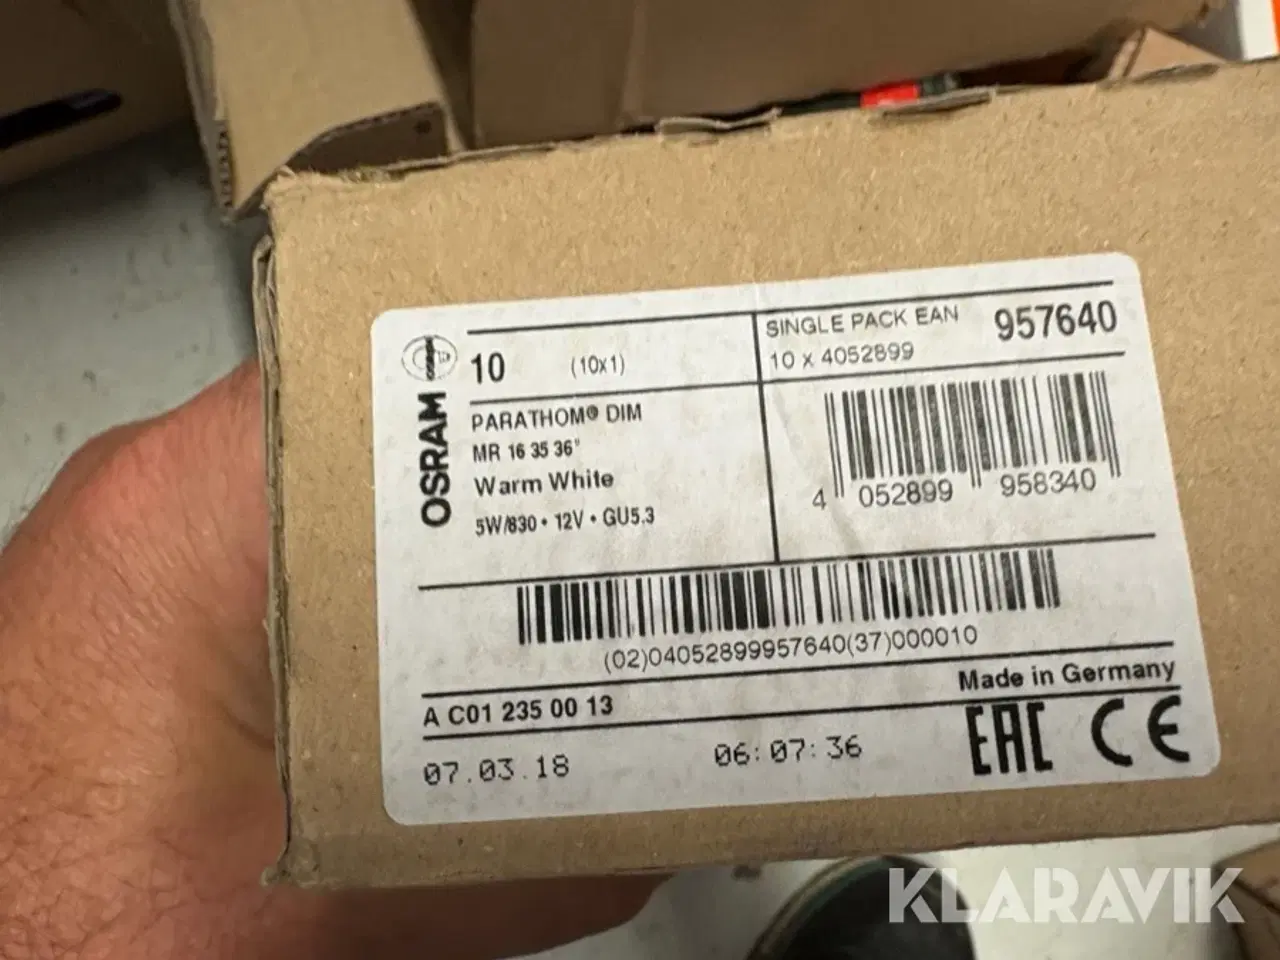 OSRAM
10 (10x1)
PARATHOM® DIM
MR 16 35 36°
Warm White
5W/830 • 12V • GU5.3
SINGLE PACK EAN 957640
10 x 4052899
4 052899 958340
(02)04052899957640(37)000010
Made in Germany
A C01 235 00 13
07.03.18 06:07:36
EAC CE
KLARAVIK